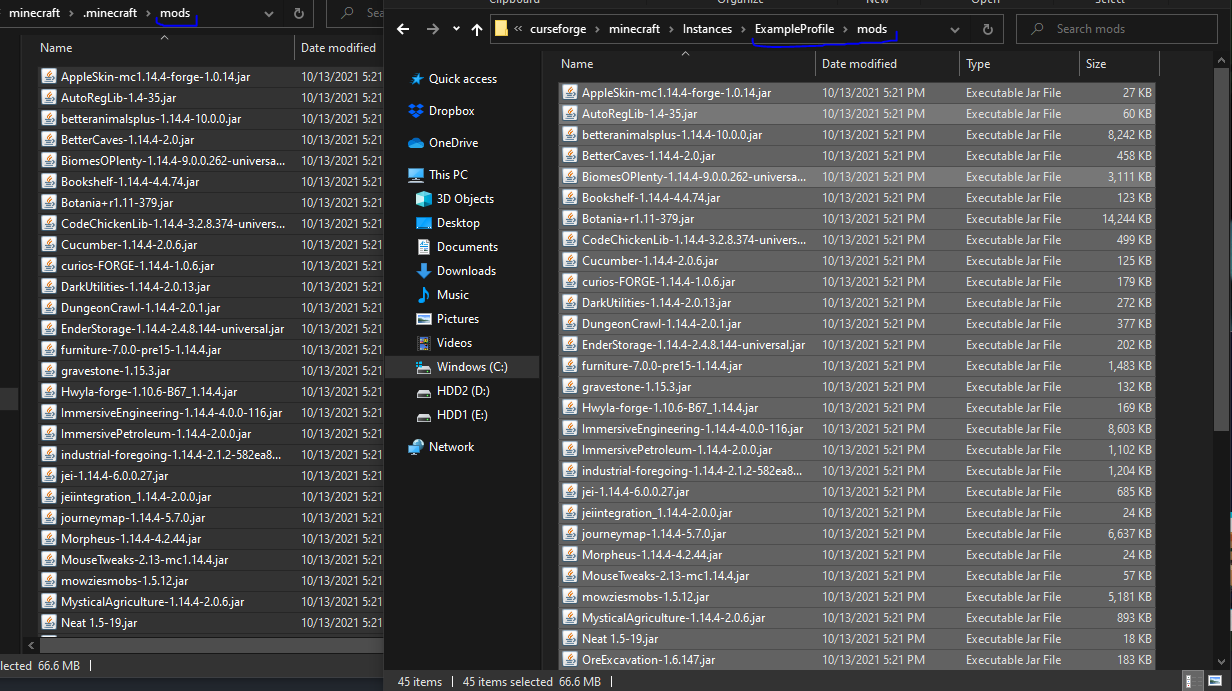 minecraft > .minecraft > mods
Name
Date modified
AppleSkin-mc1.14.4-forge-1.0.14.jar 10/13/2021 5:21
AutoRegLib-1.4-35.jar 10/13/2021 5:21
betteranimalsplus-1.14.4-10.0.0.jar 10/13/2021 5:21
BetterCaves-1.14.4-2.0.jar 10/13/2021 5:21
BiomesOPlenty-1.14.4-9.0.0.262-universa... 10/13/2021 5:21
Bookshelf-1.14.4-4.4.74.jar 10/13/2021 5:21
Botania+r1.11-379.jar 10/13/2021 5:21
CodeChickenLib-1.14.4-3.2.8.374-univers... 10/13/2021 5:21
Cucumber-1.14.4-2.0.6.jar 10/13/2021 5:21
curios-FORGE-1.14.4-1.0.6.jar 10/13/2021 5:21
DarkUtilities-1.14.4-2.0.13.jar 10/13/2021 5:21
DungeonCrawl-1.14.4-2.0.1.jar 10/13/2021 5:21
EnderStorage-1.14.4-2.4.8.144-universal.jar 10/13/2021 5:21
furniture-7.0.0-pre15-1.14.4.jar 10/13/2021 5:21
gravestone-1.15.3.jar 10/13/2021 5:21
Hwyla-forge-1.10.6-B67_1.14.4.jar 10/13/2021 5:21
ImmersiveEngineering-1.14.4-4.0.0-116.jar 10/13/2021 5:21
ImmersivePetroleum-1.14.4-2.0.0.jar 10/13/2021 5:21
industrial-foregoing-1.14.4-2.1.2-582ea8... 10/13/2021 5:21
jei-1.14.4-6.0.0.27.jar 10/13/2021 5:21
jeiintegration_1.14.4-2.0.0.jar 10/13/2021 5:21
journeymap-1.14.4-5.7.0.jar 10/13/2021 5:21
Morpheus-1.14.4-4.2.44.jar 10/13/2021 5:21
MouseTweaks-2.13-mc1.14.4.jar 10/13/2021 5:21
mowziesmobs-1.5.12.jar 10/13/2021 5:21
MysticalAgriculture-1.14.4-2.0.6.jar 10/13/2021 5:21
Neat 1.5-19.jar 10/13/2021 5:21
lected 66.6 MB
curseforge > minecraft > Instances > ExampleProfile > mods
Search mods
Quick access
Dropbox
OneDrive
This PC
3D Objects
Desktop
Documents
Downloads
Music
Pictures
Videos
Windows (C:)
HDD2 (D:)
HDD1 (E:)
Network
Name Date modified Type Size
AppleSkin-mc1.14.4-forge-1.0.14.jar 10/13/2021 5:21 PM Executable Jar File 27 KB
AutoRegLib-1.4-35.jar 10/13/2021 5:21 PM Executable Jar File 60 KB
betteranimalsplus-1.14.4-10.0.0.jar 10/13/2021 5:21 PM Executable Jar File 8,242 KB
BetterCaves-1.14.4-2.0.jar 10/13/2021 5:21 PM Executable Jar File 458 KB
BiomesOPlenty-1.14.4-9.0.0.262-universa... 10/13/2021 5:21 PM Executable Jar File 3,111 KB
Bookshelf-1.14.4-4.4.74.jar 10/13/2021 5:21 PM Executable Jar File 123 KB
Botania+r1.11-379.jar 10/13/2021 5:21 PM Executable Jar File 14,244 KB
CodeChickenLib-1.14.4-3.2.8.374-univers... 10/13/2021 5:21 PM Executable Jar File 499 KB
Cucumber-1.14.4-2.0.6.jar 10/13/2021 5:21 PM Executable Jar File 125 KB
curios-FORGE-1.14.4-1.0.6.jar 10/13/2021 5:21 PM Executable Jar File 179 KB
DarkUtilities-1.14.4-2.0.13.jar 10/13/2021 5:21 PM Executable Jar File 272 KB
DungeonCrawl-1.14.4-2.0.1.jar 10/13/2021 5:21 PM Executable Jar File 377 KB
EnderStorage-1.14.4-2.4.8.144-universal.jar 10/13/2021 5:21 PM Executable Jar File 202 KB
furniture-7.0.0-pre15-1.14.4.jar 10/13/2021 5:21 PM Executable Jar File 1,483 KB
gravestone-1.15.3.jar 10/13/2021 5:21 PM Executable Jar File 132 KB
Hwyla-forge-1.10.6-B67_1.14.4.jar 10/13/2021 5:21 PM Executable Jar File 169 KB
ImmersiveEngineering-1.14.4-4.0.0-116.jar 10/13/2021 5:21 PM Executable Jar File 8,603 KB
ImmersivePetroleum-1.14.4-2.0.0.jar 10/13/2021 5:21 PM Executable Jar File 1,102 KB
industrial-foregoing-1.14.4-2.1.2-582ea8... 10/13/2021 5:21 PM Executable Jar File 1,204 KB
jei-1.14.4-6.0.0.27.jar 10/13/2021 5:21 PM Executable Jar File 685 KB
jeiintegration_1.14.4-2.0.0.jar 10/13/2021 5:21 PM Executable Jar File 24 KB
journeymap-1.14.4-5.7.0.jar 10/13/2021 5:21 PM Executable Jar File 6,637 KB
Morpheus-1.14.4-4.2.44.jar 10/13/2021 5:21 PM Executable Jar File 24 KB
MouseTweaks-2.13-mc1.14.4.jar 10/13/2021 5:21 PM Executable Jar File 57 KB
mowziesmobs-1.5.12.jar 10/13/2021 5:21 PM Executable Jar File 5,181 KB
MysticalAgriculture-1.14.4-2.0.6.jar 10/13/2021 5:21 PM Executable Jar File 893 KB
Neat 1.5-19.jar 10/13/2021 5:21 PM Executable Jar File 18 KB
OreExcavation-1.6.147.jar 10/13/2021 5:21 PM Executable Jar File 183 KB
45 items 45 items selected 66.6 MB